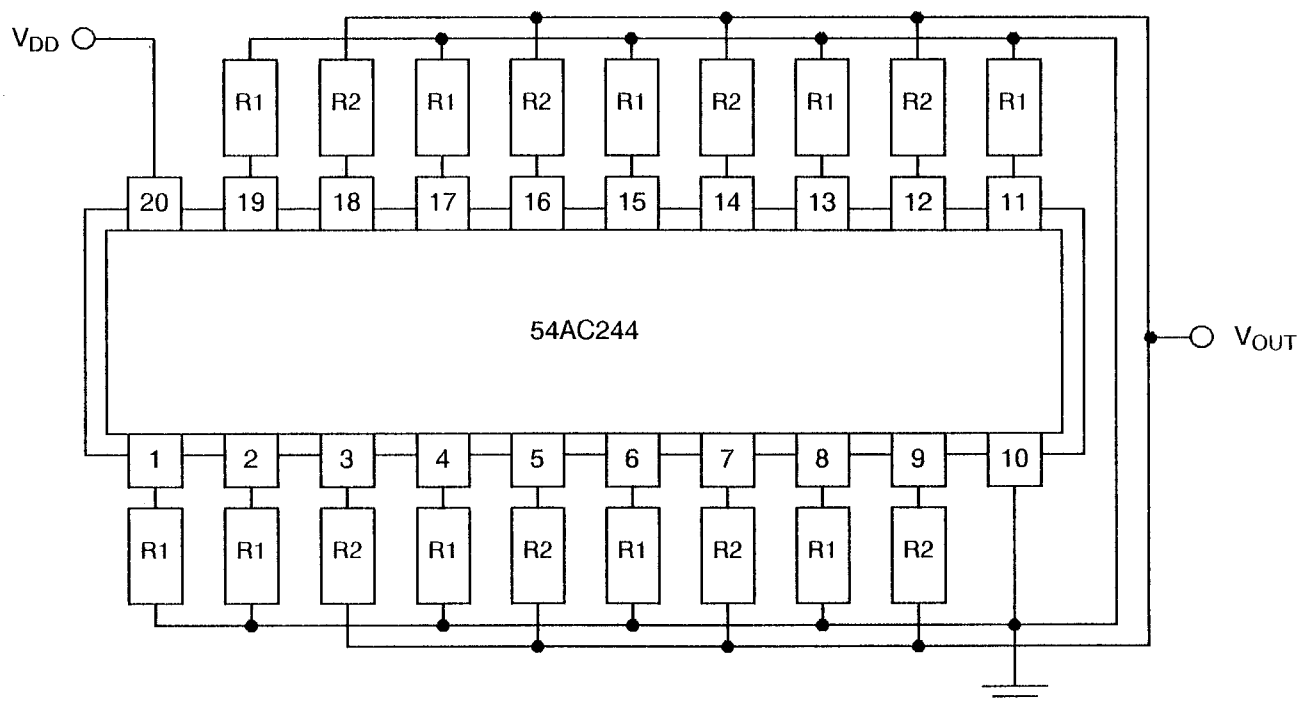 V_DD
R1 R2 R1 R2 R1 R2 R1 R2 R1
20 19 18 17 16 15 14 13 12 11
54AC244
V_OUT
1 2 3 4 5 6 7 8 9 10
R1 R1 R2 R1 R2 R1 R2 R1 R2